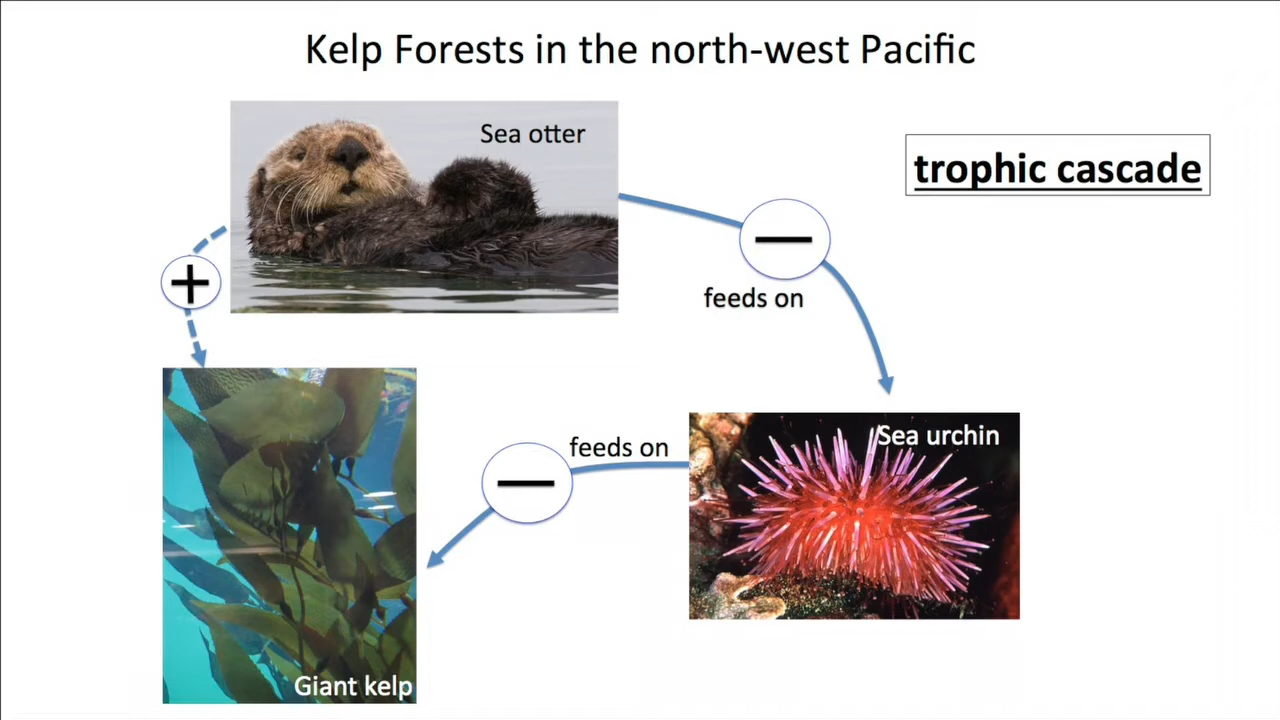 Kelp Forests in the north-west Pacific
Sea otter
trophic cascade
+
—
feeds on
feeds on
—
Sea urchin
Giant kelp